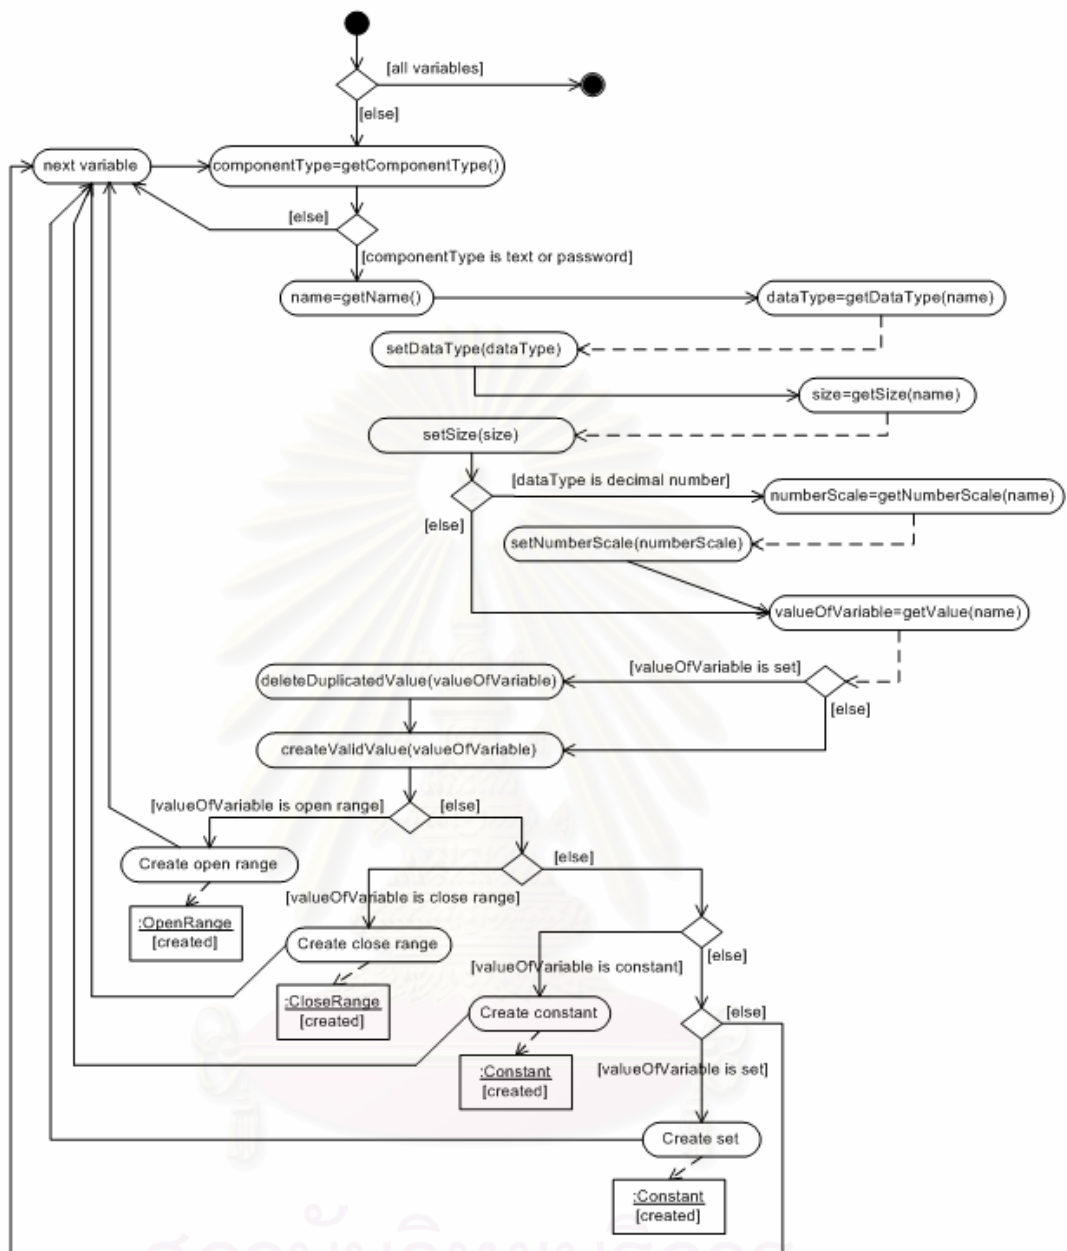 [all variables]
[else]
next variable
componentType=getComponentType()
[else]
[componentType is text or password]
name=getName()
dataType=getDataType(name)
setDataType(dataType)
size=getSize(name)
setSize(size)
[dataType is decimal number]
numberScale=getNumberScale(name)
[else]
setNumberScale(numberScale)
valueOfVariable=getValue(name)
[valueOfVariable is set]
deleteDuplicatedValue(valueOfVariable)
[else]
createValidValue(valueOfVariable)
[valueOfVariable is open range]
[else]
Create open range
[else]
[valueOfVariable is close range]
:OpenRange
[created]
Create close range
[else]
[valueOfVariable is constant]
:CloseRange
[created]
Create constant
[else]
:Constant
[created]
[valueOfVariable is set]
Create set
:Constant
[created]